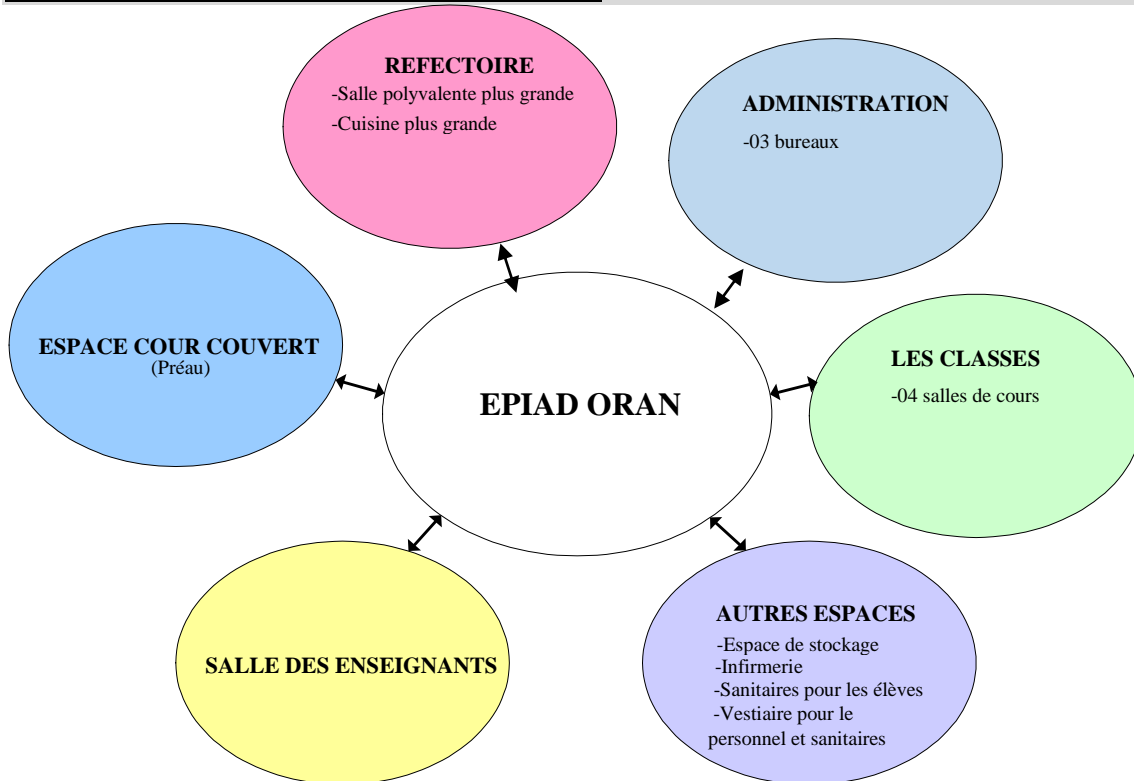 REFECTOIRE
-Salle polyvalente plus grande
-Cuisine plus grande
ADMINISTRATION
-03 bureaux
ESPACE COUR COUVERT
(Préau)
EPIAD ORAN
LES CLASSES
-04 salles de cours
SALLE DES ENSEIGNANTS
AUTRES ESPACES
-Espace de stockage
-Infirmerie
-Sanitaires pour les élèves
-Vestiaire pour le
personnel et sanitaires